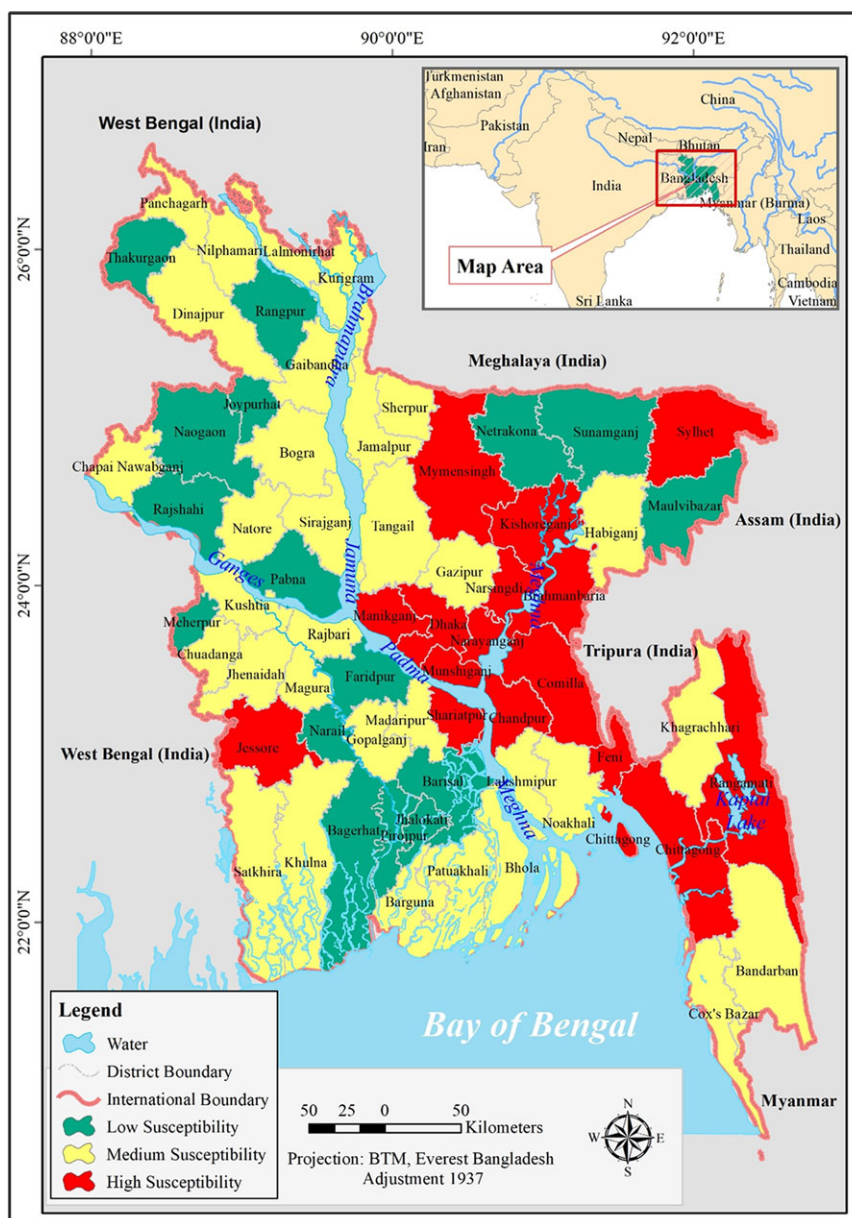 88°0'0"E
90°0'0"E
92°0'0"E
26°0'0"N
24°0'0"N
22°0'0"N
Turkmenistan
Afghanistan
China
Pakistan
Iran
Nepal
Bhutan
India
Bangladesh
Myanmar (Burma)
Laos
Thailand
Cambodia
Vietnam
Sri Lanka
Map Area
West Bengal (India)
Panchagarh
Thakurgaon
Nilphamari
Lalmonirhat
Kurigram
Dinajpur
Rangpur
Brahmaputra
Gaibandha
Meghalaya (India)
Joypurhat
Naogaon
Sherpur
Netrakona
Sunamganj
Sylhet
Bogra
Jamalpur
Mymensingh
Chapai Nawabganj
Maulvibazar
Rajshahi
Kishoreganj
Assam (India)
Natore
Sirajganj
Tangail
Habiganj
Jamuna
Ganges
Pabna
Gazipur
Narsingdi
Meghna
Brahmanbaria
Kushtia
Meherpur
Manikganj
Dhaka
Rajbari
Narayanganj
Chuadanga
Padma
Tripura (India)
Jhenaidah
Faridpur
Munshiganj
Magura
Comilla
Shariatpur
Chandpur
Madaripur
Khagrachhari
Narail
Gopalganj
West Bengal (India)
Jessore
Feni
Barisal
Lakshmipur
Rangamati
Kaptai
Lake
Meghna
Jhalokati
Bagerhat
Pirojpur
Noakhali
Chittagong
Chittagong
Khulna
Satkhira
Patuakhali
Bhola
Barguna
Bandarban
Cox's Bazar
Bay of Bengal
Myanmar
Legend
Water
District Boundary
International Boundary
Low Susceptibility
Medium Susceptibility
High Susceptibility
50 25 0 50
Kilometers
Projection: BTM, Everest Bangladesh
Adjustment 1937
N
W E
S